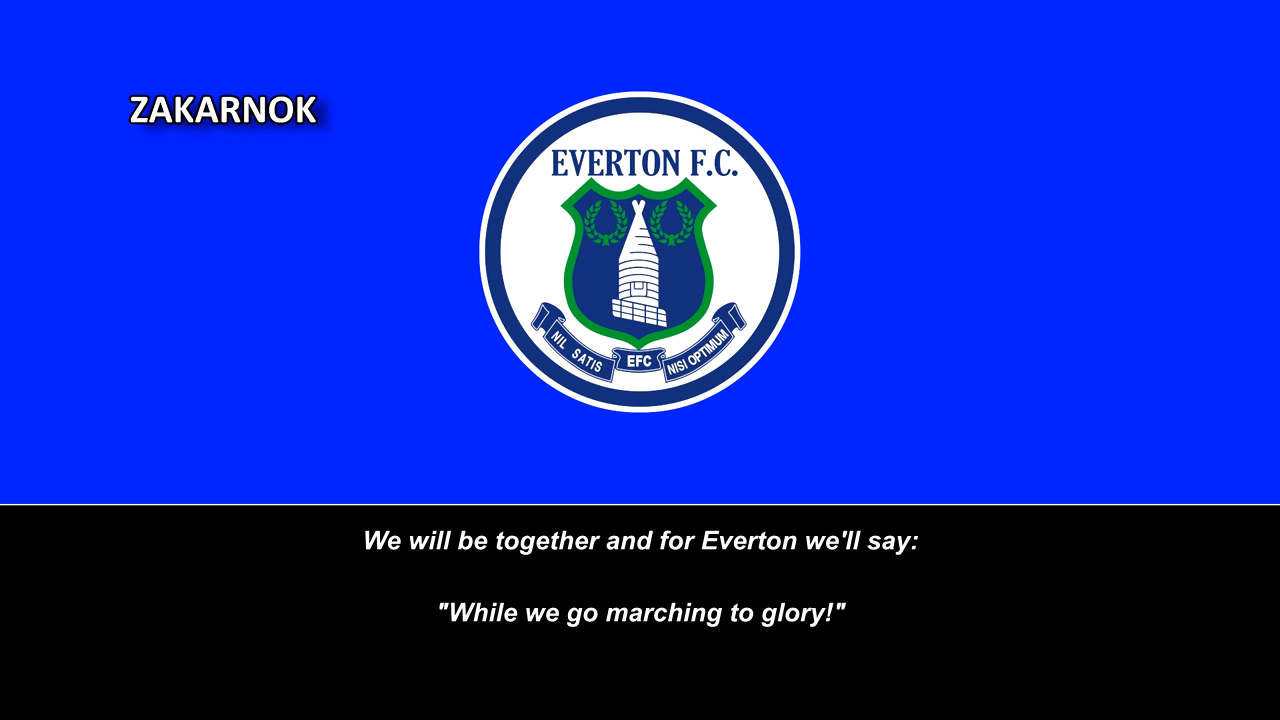 ZAKARNOK
EVERTON F.C.
NIL SATIS EFC NISI OPTIMUM
We will be together and for Everton we'll say:
"While we go marching to glory!"